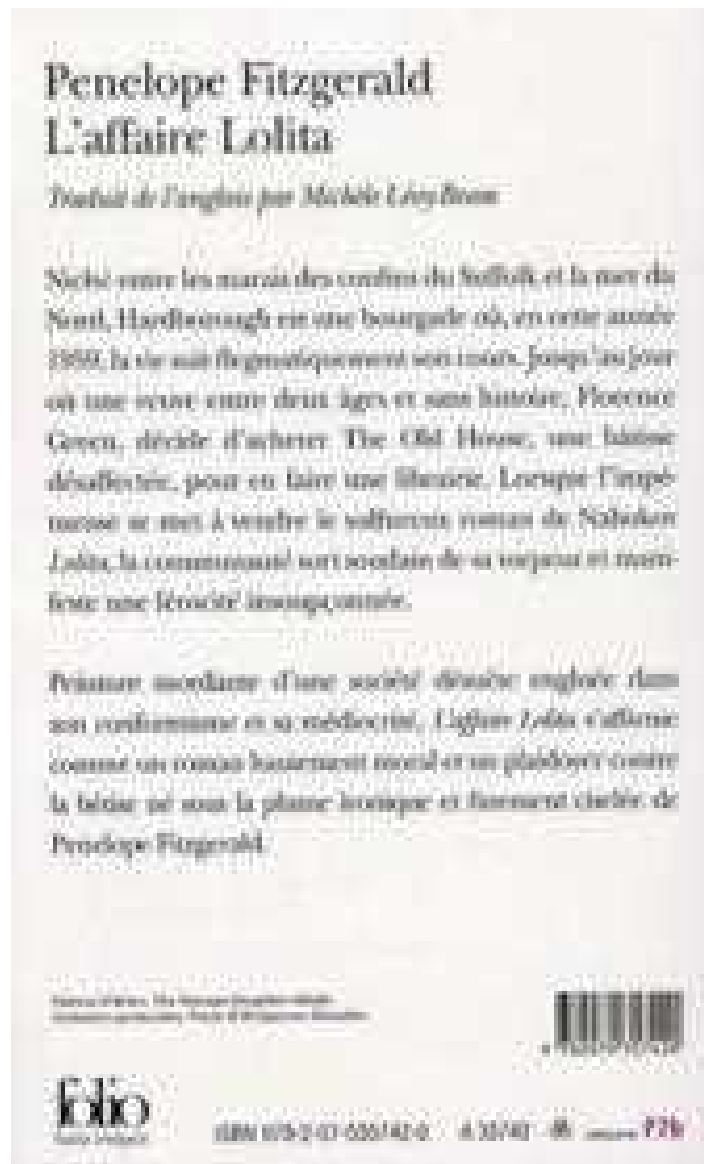 Penelope Fitzgerald
L'affaire Lolita
Traduit de l'anglais par Michèle Lévy-Bram
Niché entre les marais des confins du Suffolk et la mer du
Nord, Hardborough est une bourgade où, en cette année
1959, la vie suit flegmatiquement son cours. Jusqu'au jour
où une veuve entre deux âges et sans histoire, Florence
Green, décide d'acheter The Old House, une bâtisse
désaffectée, pour en faire une librairie. Lorsque l'impé-
tueuse se met à vendre le sulfureux roman de Nabokov
Lolita, la communauté sort soudain de sa torpeur et mani-
feste une férocité insoupçonnée.
Peinture mordante d'une société désuète engluée dans
son conformisme et sa médiocrité, L'affaire Lolita s'affirme
comme un roman hautement moral et un plaidoyer contre
la bêtise né sous la plume ironique et finement ciselée de
Penelope Fitzgerald.
folio
ISBN 978-2-07